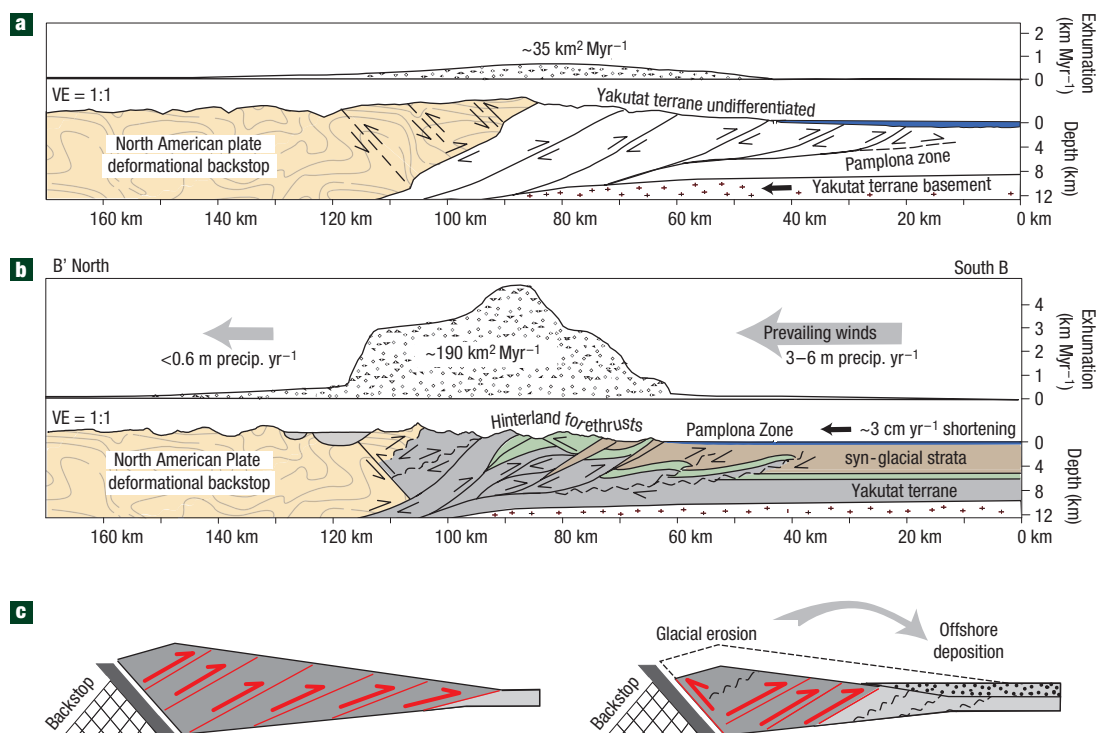 a
~35 km² Myr⁻¹
2
1
0
Exhumation
(km Myr⁻¹)
VE = 1:1
Yakutat terrane undifferentiated
North American plate
deformational backstop
Pamplona zone
Yakutat terrane basement
0
4
8
12
Depth (km)
160 km
140 km
120 km
100 km
80 km
60 km
40 km
20 km
0 km
b
B' North
South B
<0.6 m precip. yr⁻¹
~190 km² Myr⁻¹
Prevailing winds
3–6 m precip. yr⁻¹
4
3
2
1
0
Exhumation
(km Myr⁻¹)
VE = 1:1
Hinterland forethrusts
Pamplona Zone
~3 cm yr⁻¹ shortening
North American Plate
deformational backstop
syn-glacial strata
Yakutat terrane
0
4
8
12
Depth (km)
160 km
140 km
120 km
100 km
80 km
60 km
40 km
20 km
0 km
c
Backstop
Glacial erosion
Offshore
deposition
Backstop